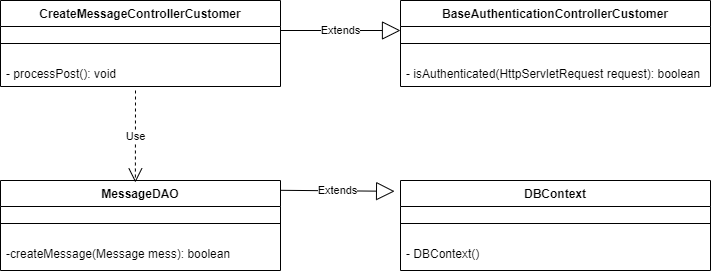 CreateMessageControllerCustomer
BaseAuthenticationControllerCustomer
Extends
- processPost(): void
- isAuthenticated(HttpServletRequest request): boolean
Use
MessageDAO
DBContext
Extends
-createMessage(Message mess): boolean
- DBContext()